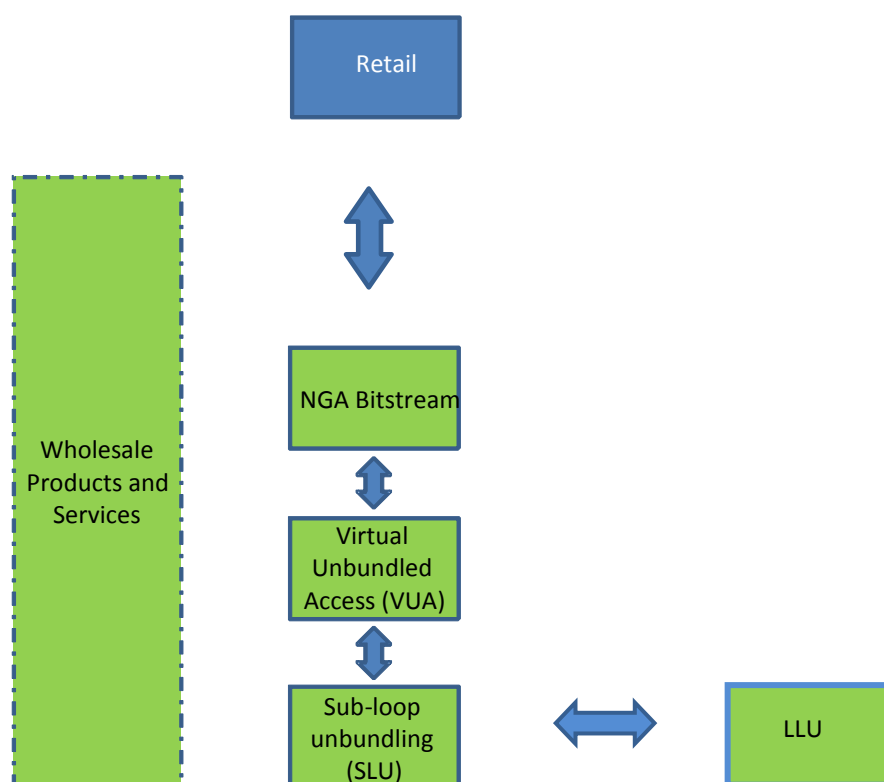 Retail
NGA Bitstream
Wholesale
Products and
Services
Virtual
Unbundled
Access (VUA)
Sub-loop
unbundling
(SLU)
LLU